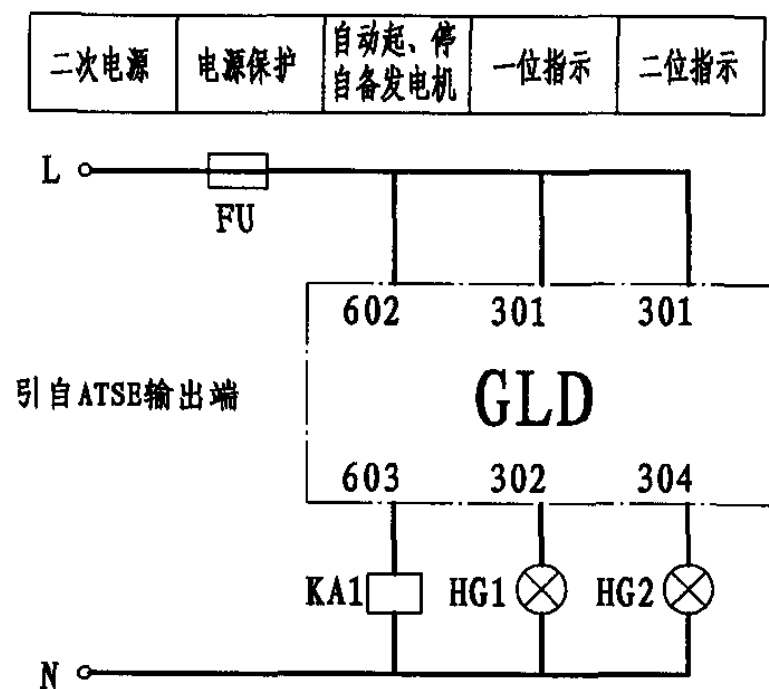 二次电源 电源保护 自动起、停 一位指示 二位指示
自备发电机
L
FU
602 301 301
引自ATSE输出端
GLD
603 302 304
KA1 HG1 HG2
N